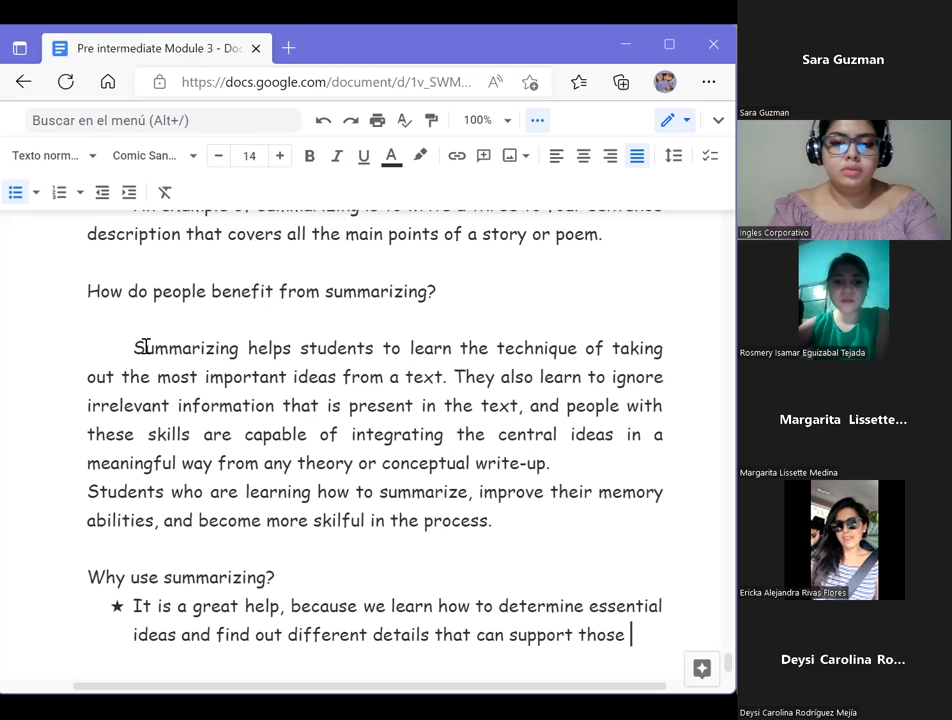 Pre intermediate Module 3 - Doc
https://docs.google.com/document/d/1v_SWM...
Buscar en el menú (Alt+/)
100%
Texto norm...
Comic San...
14
description that covers all the main points of a story or poem.
How do people benefit from summarizing?
Summarizing helps students to learn the technique of taking
out the most important ideas from a text. They also learn to ignore
irrelevant information that is present in the text, and people with
these skills are capable of integrating the central ideas in a
meaningful way from any theory or conceptual write-up.
Students who are learning how to summarize, improve their memory
abilities, and become more skilful in the process.
Why use summarizing?
★ It is a great help, because we learn how to determine essential
ideas and find out different details that can support those
Sara Guzman
Sara Guzman
Ingles Corporativo
Rosmery Isamar Eguizabal Tejada
Margarita Lissette...
Margarita Lissette Medina
Ericka Alejandra Rivas Flores
Deysi Carolina Ro...
Deysi Carolina Rodríguez Mejía